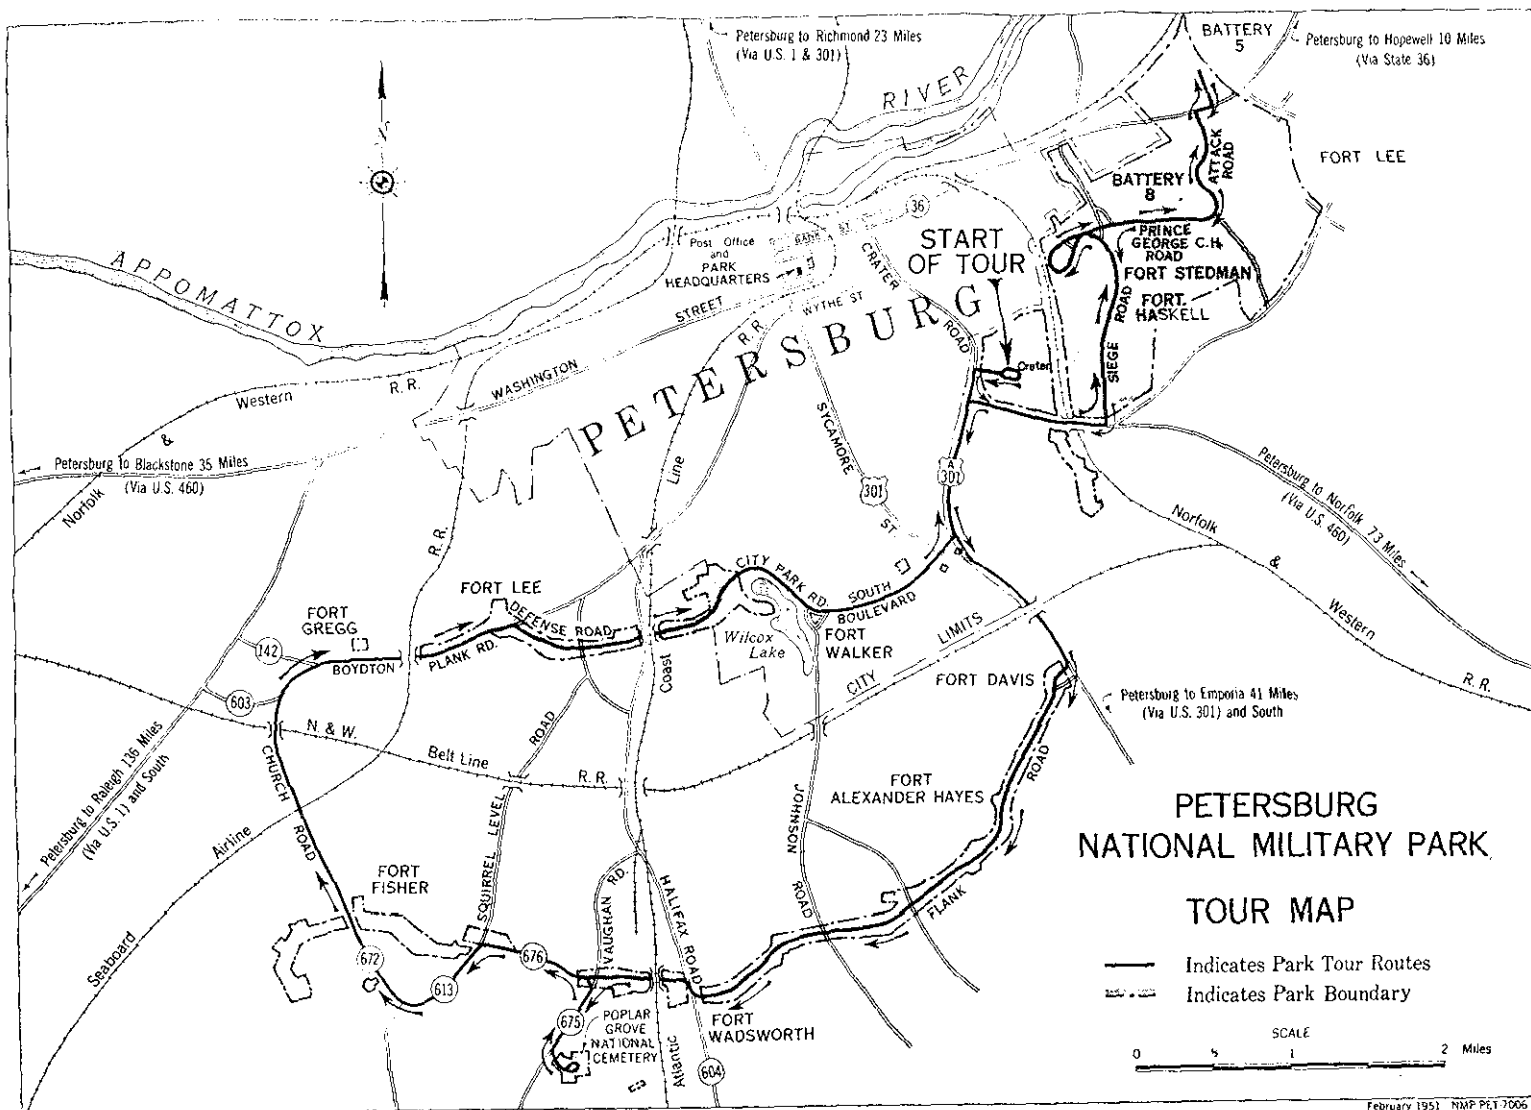 Petersburg to Richmond 23 Miles
(Via U.S. 1 & 301)
BATTERY
5
Petersburg to Hopewell 10 Miles
(Via State 36)
N
RIVER
APPOMATTOX
FORT LEE
ATTACK
ROAD
BATTERY
8
36
BANK ST.
Post Office
and
PARK
HEADQUARTERS
START
OF TOUR
CRATER
ROAD
PRINCE
GEORGE C.H.
ROAD
FORT STEDMAN
FORT
HASKELL
SIEGE
ROAD
WYTHE ST
WASHINGTON
STREET
R.R.
PETERSBURG
Crater
Western
R.R.
&
Norfolk
Petersburg to Blackstone 35 Miles
(Via U.S. 460)
Line
SYCAMORE
301
ST.
A
301
Petersburg to Norfolk 73 Miles
(Via U.S. 460)
Norfolk
&
Western
R.R.
R.R.
FORT LEE
DEFENSE ROAD
CITY PARK RD.
SOUTH
BOULEVARD
FORT
GREGG
142
BOYDTON
PLANK RD.
603
Wilcox
Lake
FORT
WALKER
CITY
LIMITS
Coast
FORT DAVIS
Petersburg to Emporia 41 Miles
(Via U.S. 301) and South
N. & W.
Belt Line
R.R.
ROAD
SQUIRREL LEVEL
CHURCH
ROAD
Petersburg to Raleigh 136 Miles
(Via U.S. 1) and South
Airline
Seaboard
FORT
ALEXANDER HAYES
ROAD
FLANK
JOHNSON
ROAD
FORT
FISHER
VAUGHAN
RD.
HALIFAX ROAD
672
613
676
675
POPLAR
GROVE
NATIONAL
CEMETERY
FORT
WADSWORTH
Atlantic
604
PETERSBURG
NATIONAL MILITARY PARK
TOUR MAP
Indicates Park Tour Routes
Indicates Park Boundary
SCALE
0 1 2 Miles
February 1951 NMP PET-7006